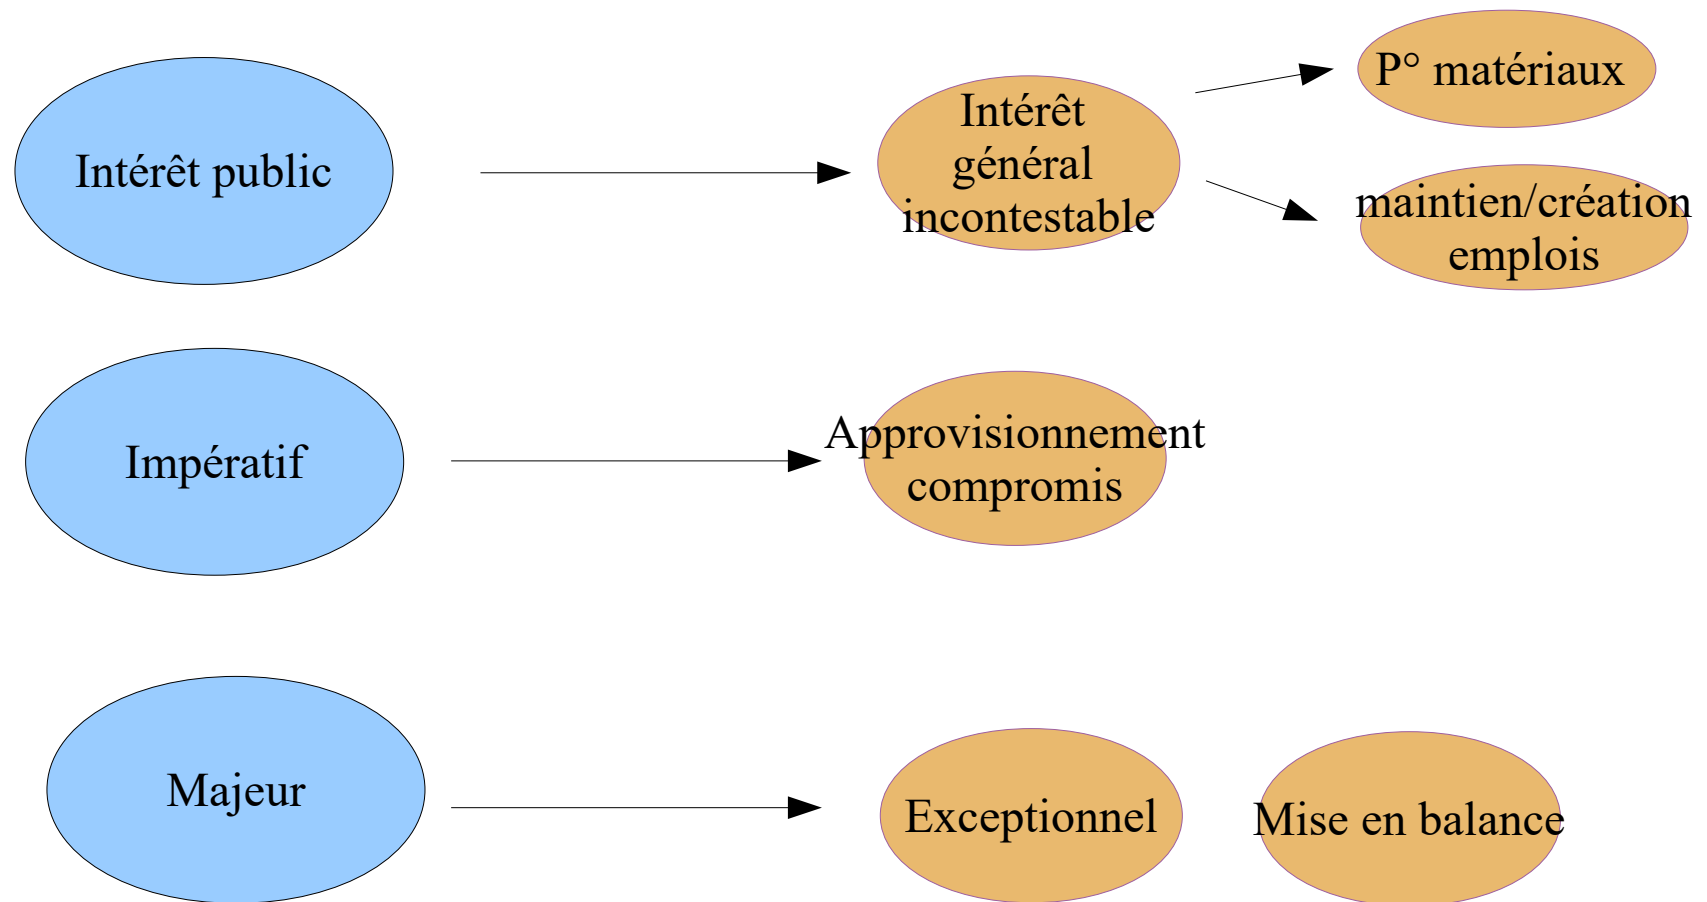 Intérêt public
Intérêt
général
incontestable
P° matériaux
maintien/création
emplois
Impératif
Approvisionnement
compromis
Majeur
Exceptionnel
Mise en balance